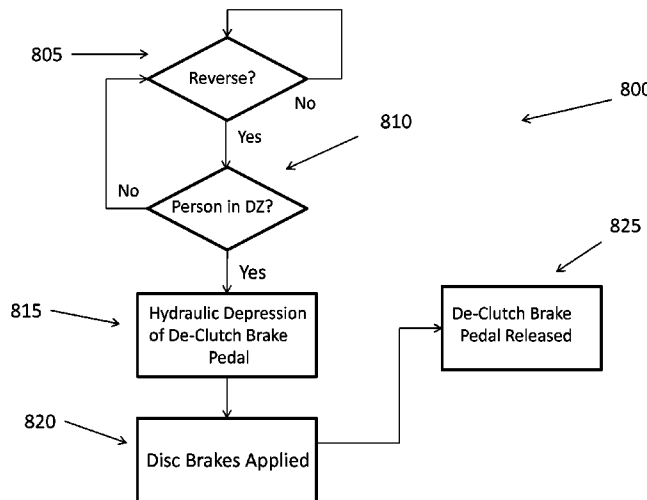 805
Reverse?
No
800
Yes
810
No
Person in DZ?
825
Yes
815
Hydraulic Depression
of De-Clutch Brake
Pedal
De-Clutch Brake
Pedal Released
820
Disc Brakes Applied